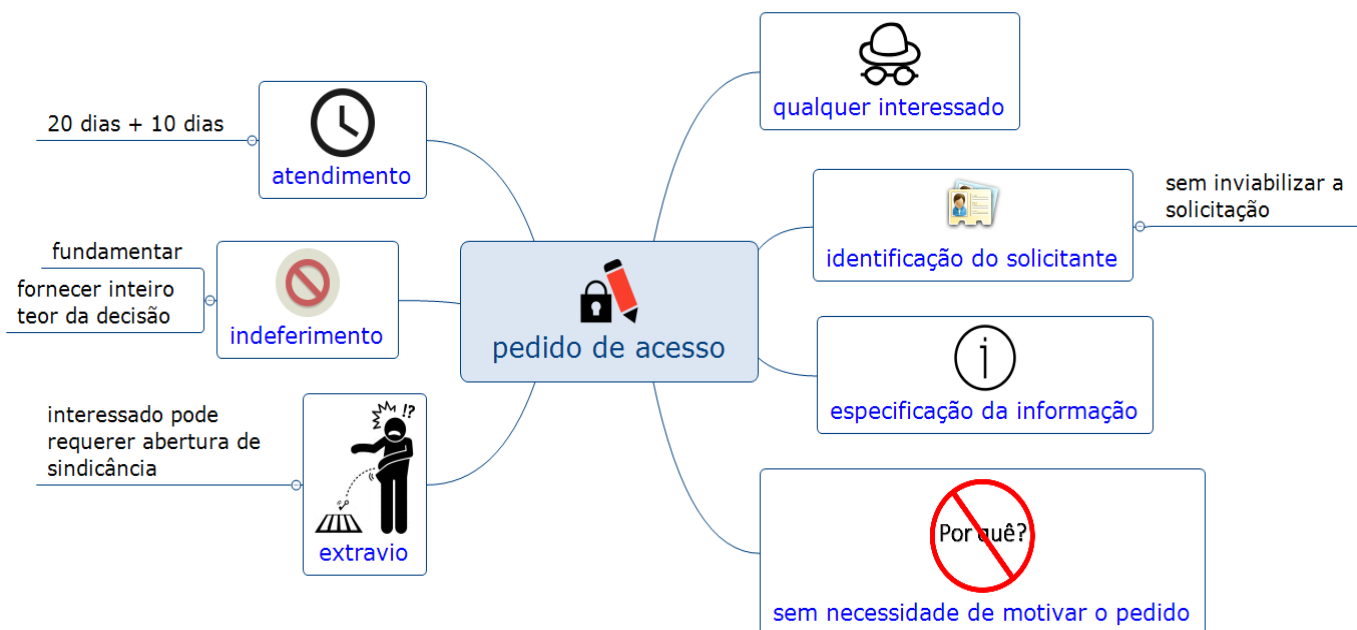 pedido de acesso
qualquer interessado
identificação do solicitante
sem inviabilizar a
solicitação
especificação da informação
Por quê?
sem necessidade de motivar o pedido
atendimento
20 dias + 10 dias
indeferimento
fundamentar
fornecer inteiro
teor da decisão
!?
extravio
interessado pode
requerer abertura de
sindicância